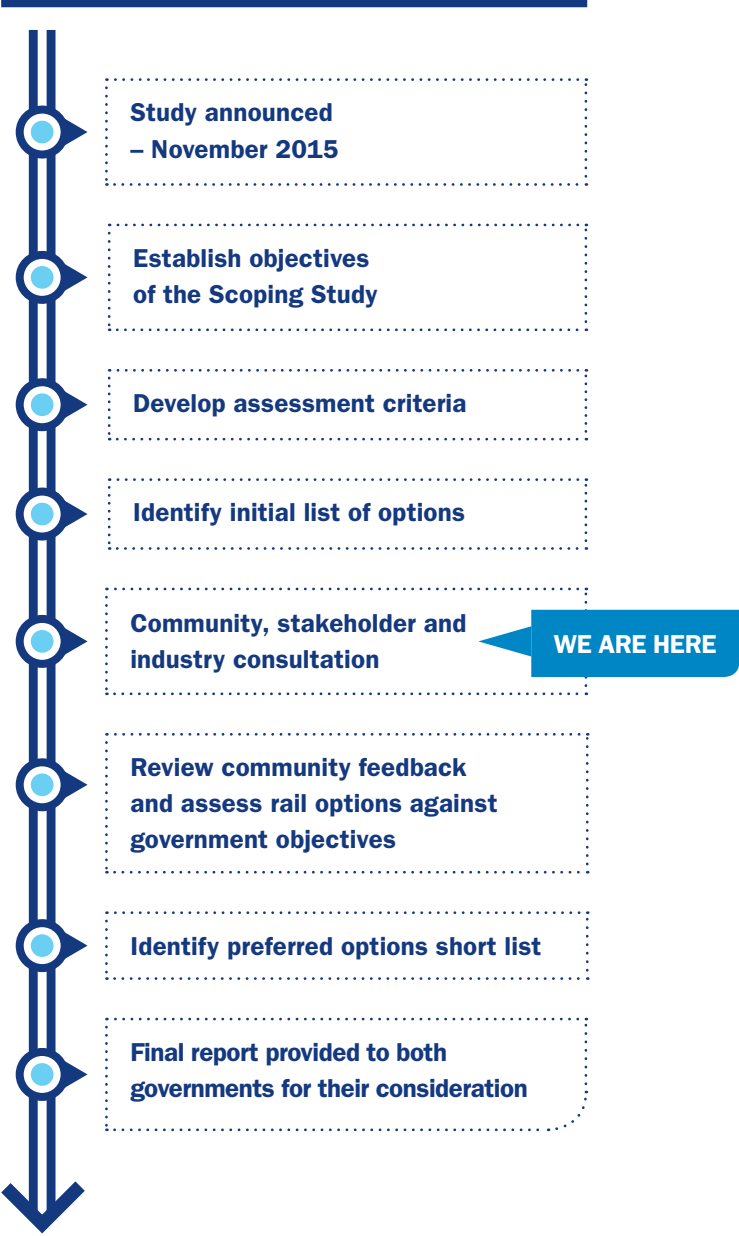 Study announced
– November 2015
Establish objectives
of the Scoping Study
Develop assessment criteria
Identify initial list of options
Community, stakeholder and
industry consultation
WE ARE HERE
Review community feedback
and assess rail options against
government objectives
Identify preferred options short list
Final report provided to both
governments for their consideration